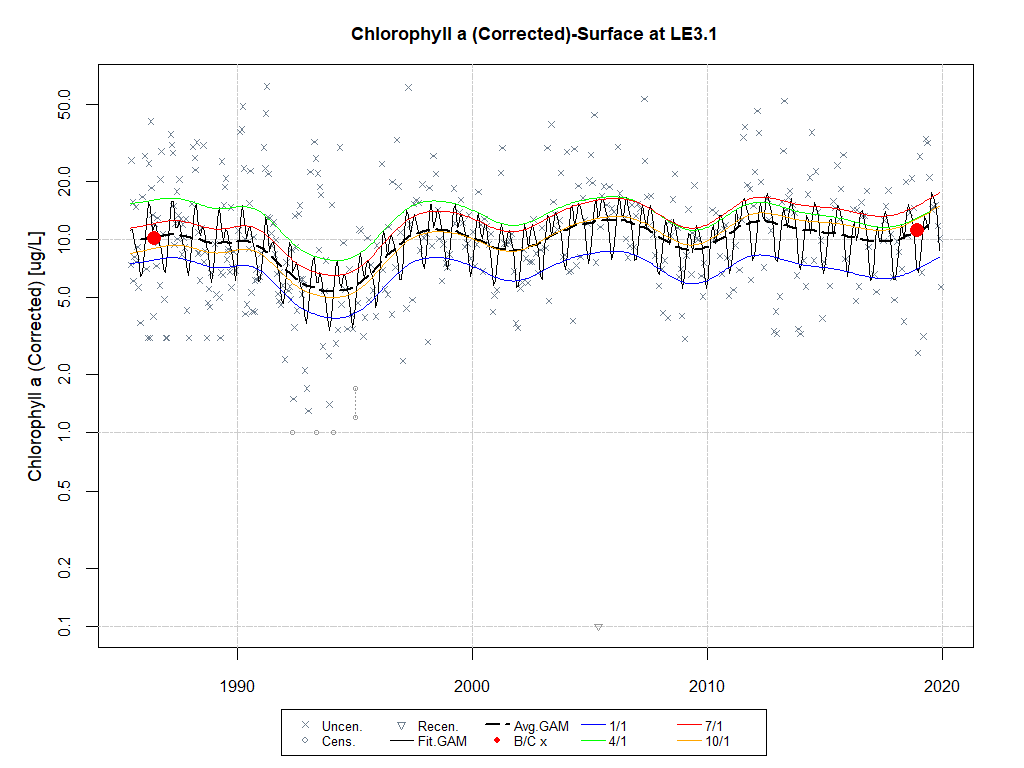 Chlorophyll a (Corrected)-Surface at LE3.1
Chlorophyll a (Corrected) [ug/L]
50.0
20.0
10.0
5.0
2.0
1.0
0.5
0.2
0.1
1990 2000 2010 2020
Uncen. Recen. Avg.GAM 1/1 7/1
Cens. Fit.GAM B/C x 4/1 10/1